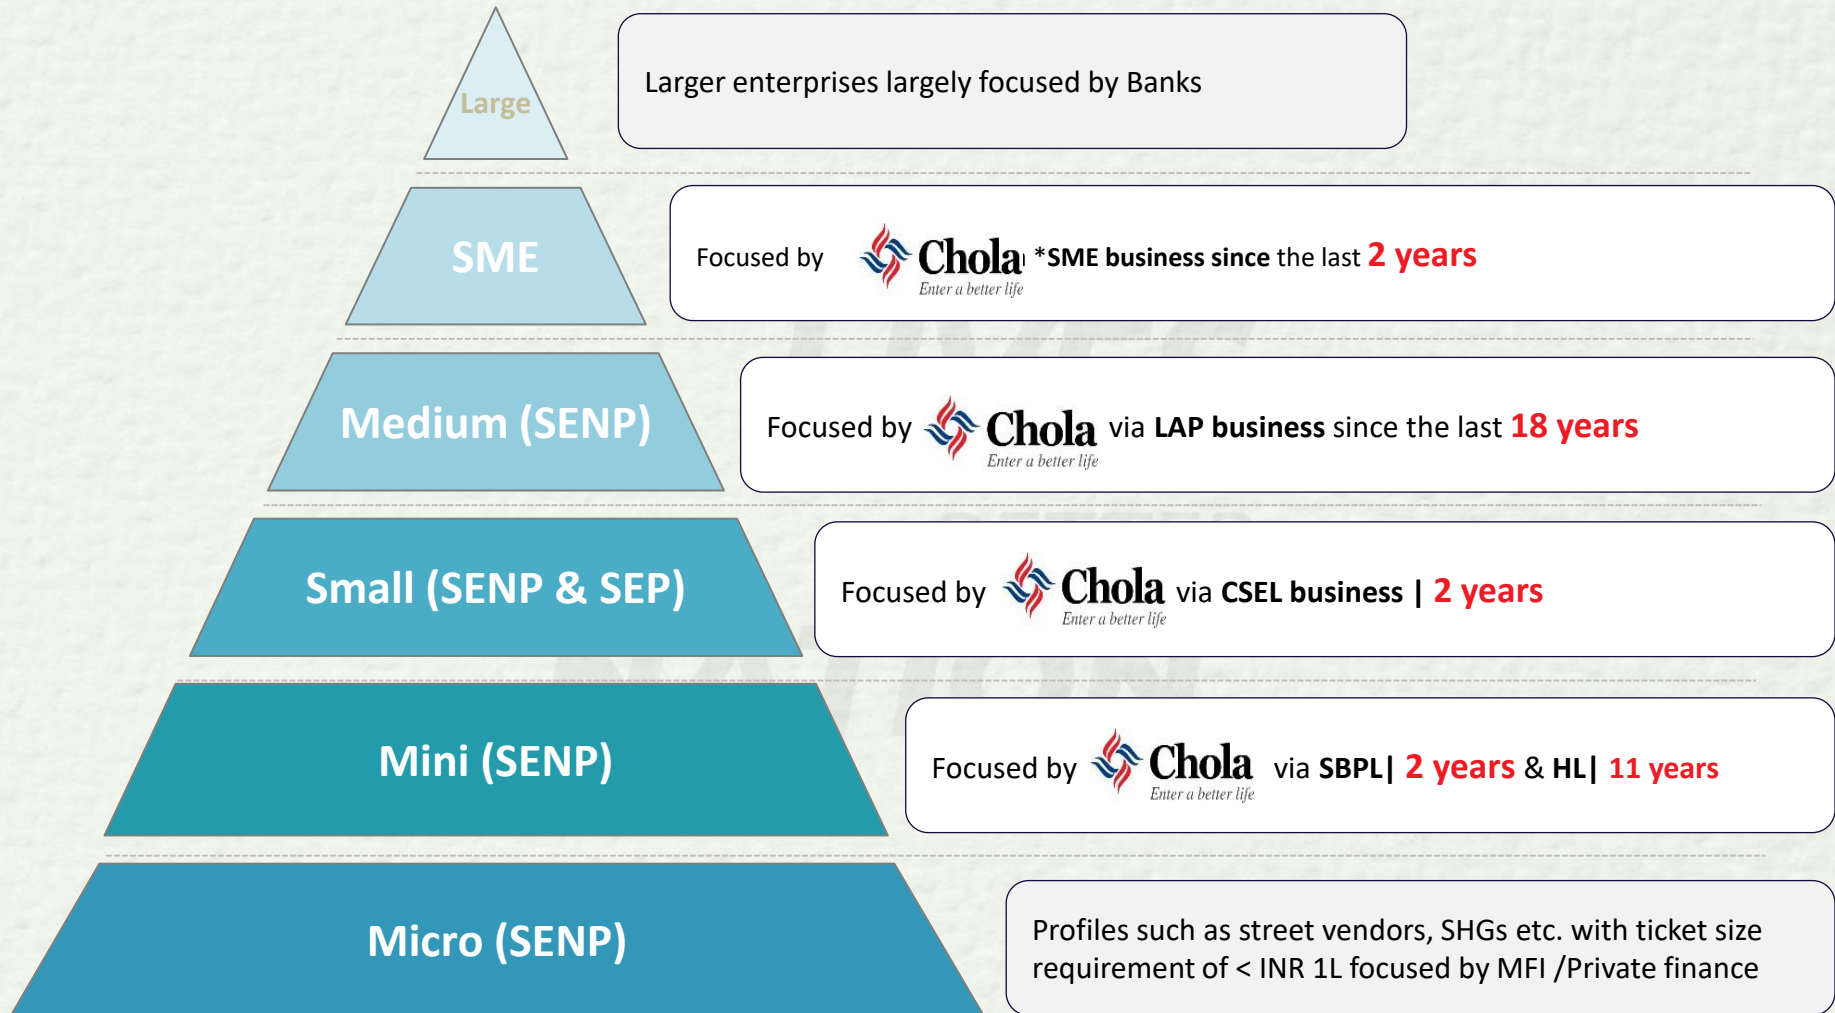 Large
Larger enterprises largely focused by Banks
SME
Focused by Chola *SME business since the last 2 years
Enter a better life
LIVES
Medium (SENP)
Focused by Chola via LAP business since the last 18 years
Enter a better life
Small (SENP & SEP)
Focused by Chola via CSEL business | 2 years
Enter a better life
NATION
Mini (SENP)
Focused by Chola via SBPL| 2 years & HL| 11 years
Enter a better life
Micro (SENP)
Profiles such as street vendors, SHGs etc. with ticket size
requirement of < INR 1L focused by MFI /Private finance